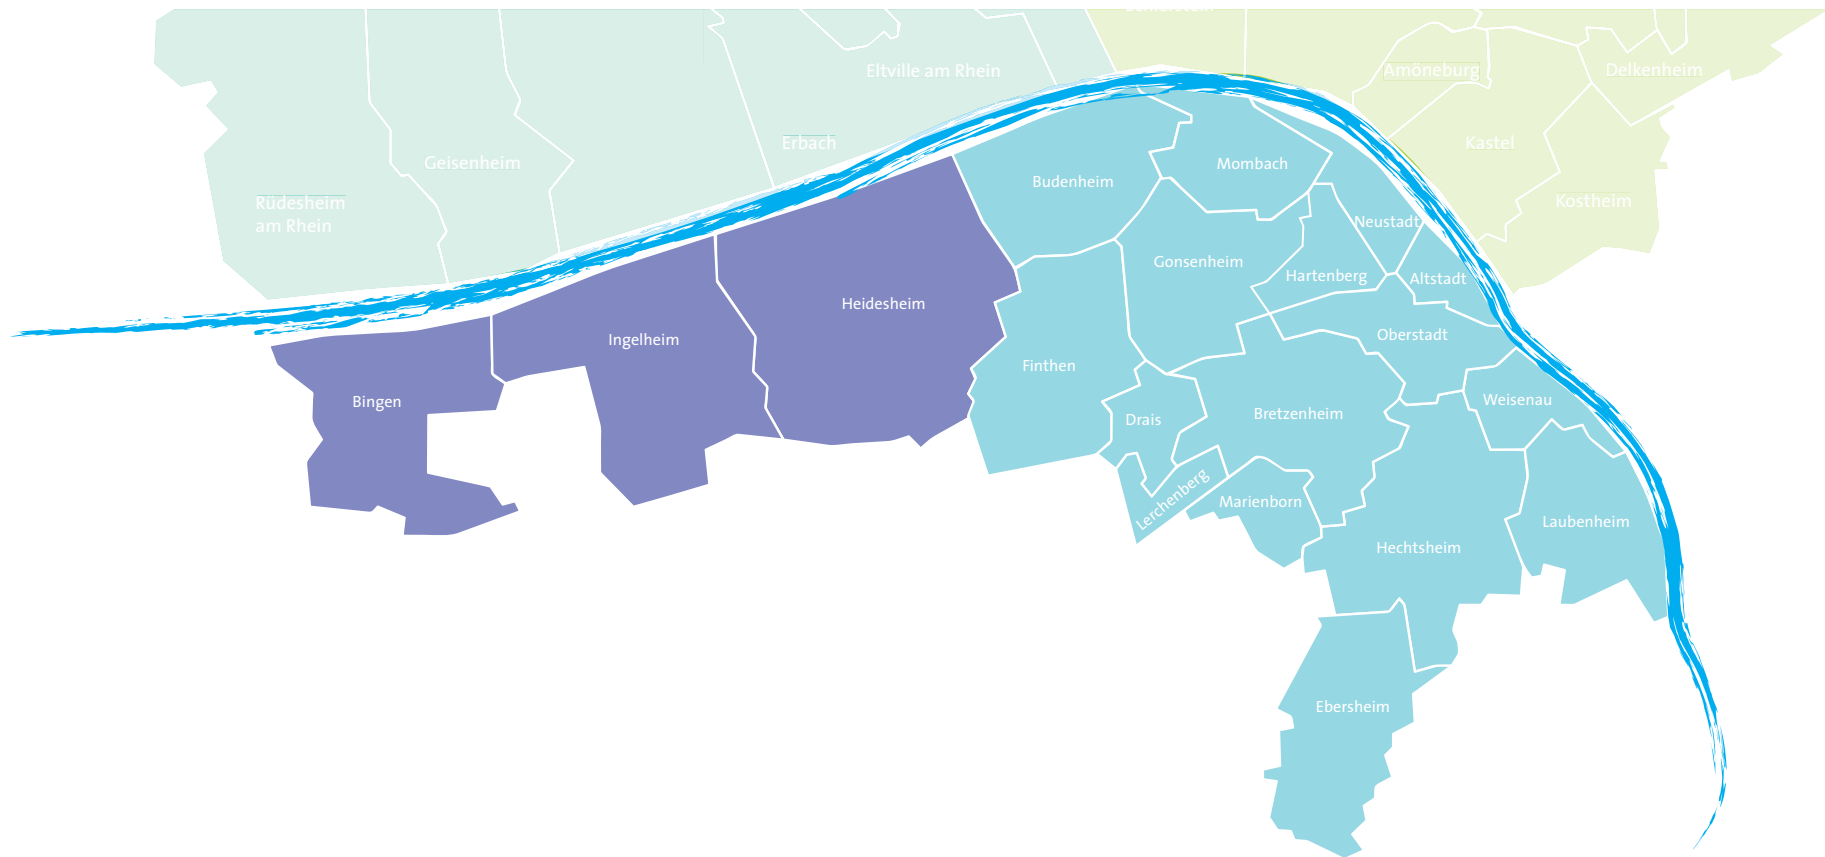 Eltville am Rhein
Amöneburg
Delkenheim
Erbach
Kastel
Geisenheim
Mombach
Budenheim
Rüdesheim
am Rhein
Kostheim
Neustadt
Gonsenheim
Hartenberg
Altstadt
Heidesheim
Ingelheim
Oberstadt
Finthen
Bingen
Weisenau
Drais
Bretzenheim
Lerchenberg
Marienborn
Laubenheim
Hechtsheim
Ebersheim